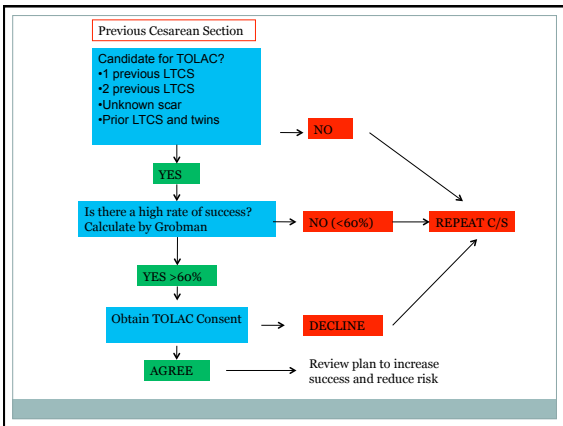 Previous Cesarean Section
Candidate for TOLAC?
•1 previous LTCS
•2 previous LTCS
•Unknown scar
•Prior LTCS and twins
NO
YES
Is there a high rate of success?
Calculate by Grobman
NO (<60%)
REPEAT C/S
YES >60%
Obtain TOLAC Consent
DECLINE
AGREE
Review plan to increase
success and reduce risk